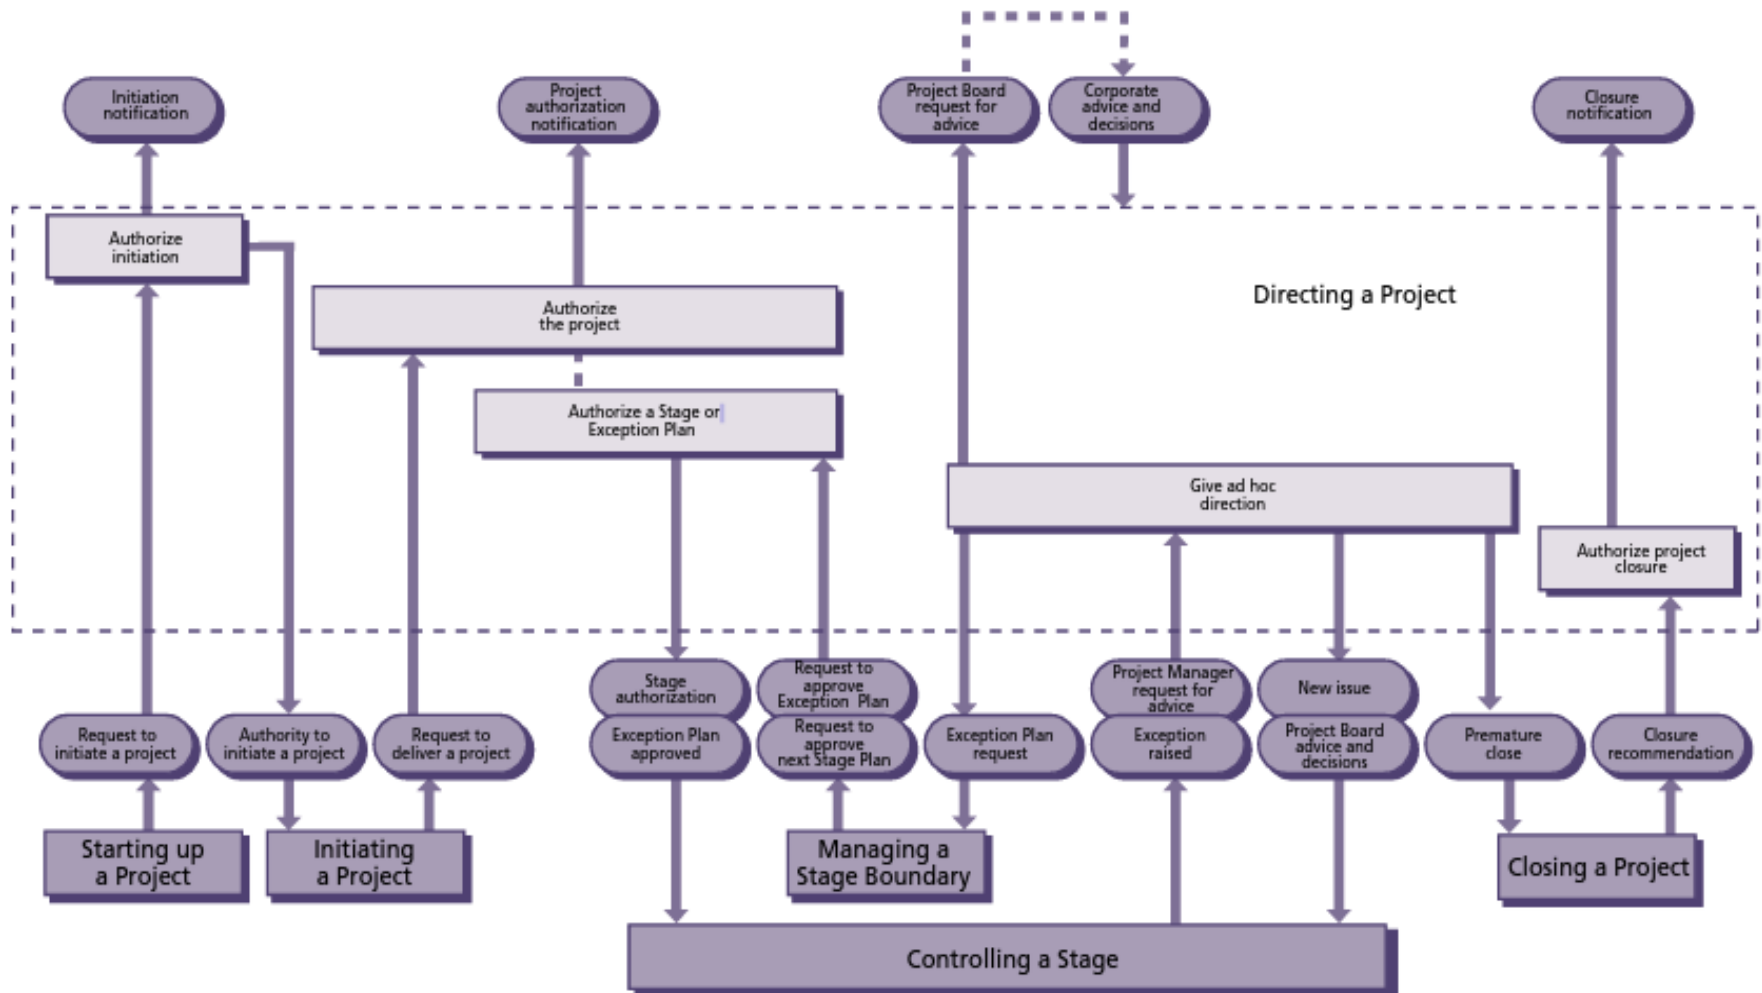 Initiation
notification
Project
authorization
notification
Project Board
request for
advice
Corporate
advice and
decisions
Closure
notification
Authorize
initiation
Directing a Project
Authorize
the project
Authorize a Stage or
Exception Plan
Give ad hoc
direction
Authorize project
closure
Request to
initiate a project
Authority to
initiate a project
Request to
deliver a project
Stage
authorization
Exception Plan
approved
Request to
approve
Exception Plan
Request to
approve
next Stage Plan
Exception Plan
request
Project Manager
request for
advice
Exception
raised
New issue
Project Board
advice and
decisions
Premature
close
Closure
recommendation
Starting up
a Project
Initiating
a Project
Managing a
Stage Boundary
Closing a Project
Controlling a Stage